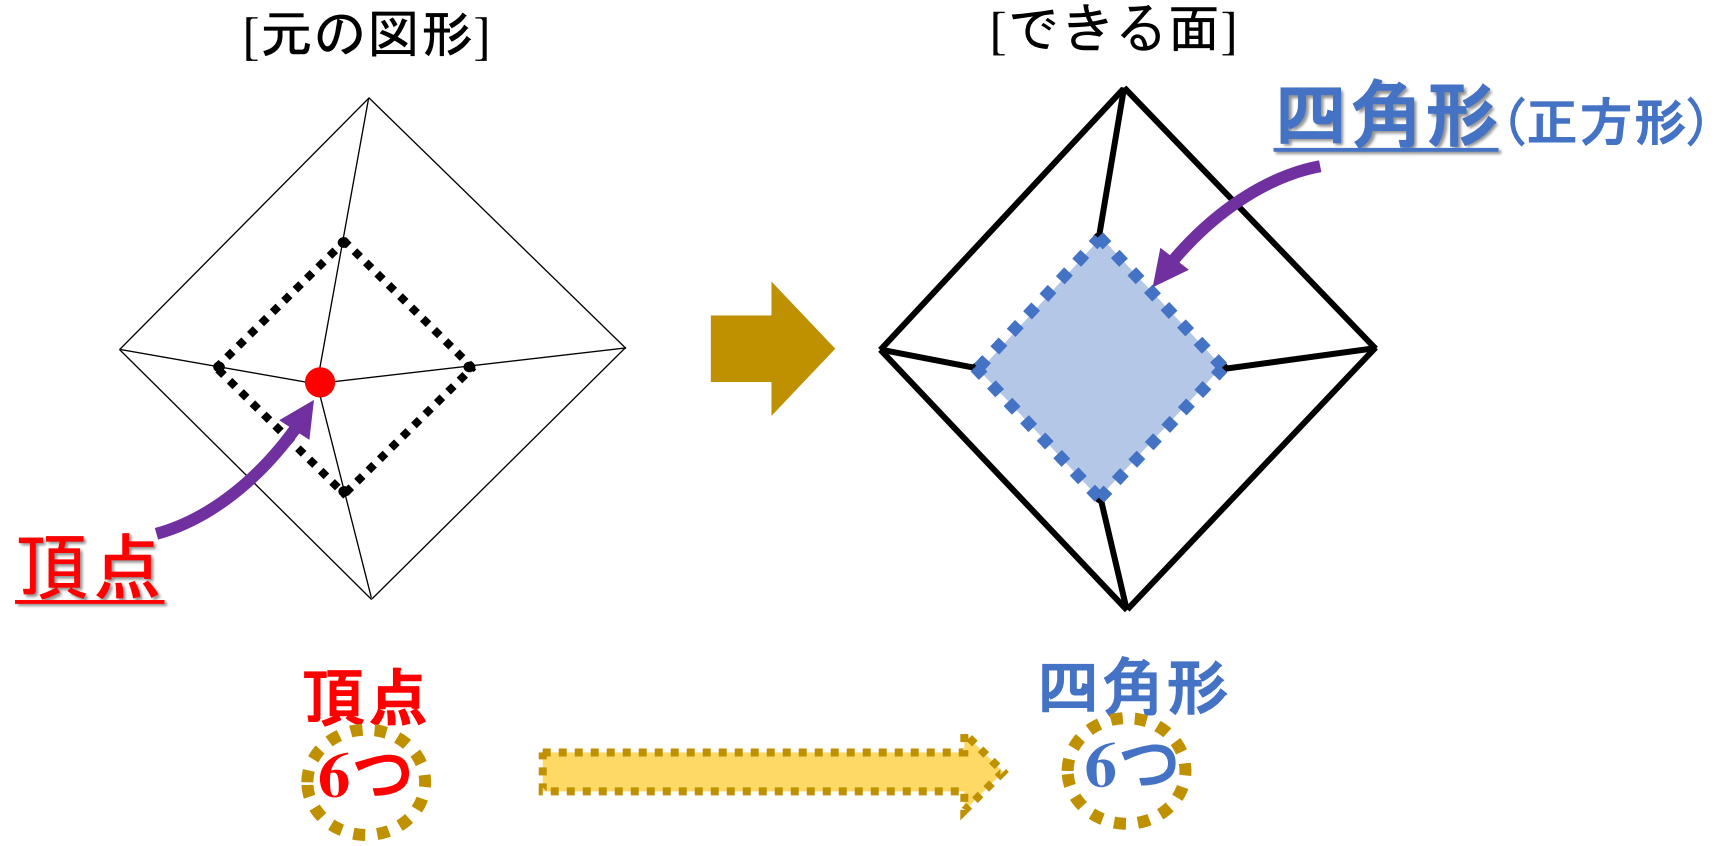 [元の図形]
[できる面]
四角形(正方形)
頂点
頂点
6つ
四角形
6つ